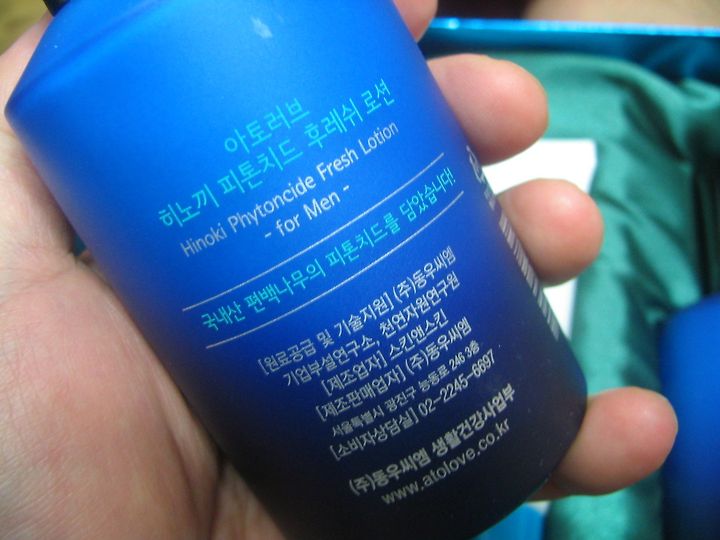 아토러브
히노끼 피톤치드 후레쉬 로션
Hinoki Phytoncide Fresh Lotion
- for Men -
국내산 편백나무의 피톤치드를 담았습니다!
[원료공급 및 기술지원] (주)동우씨엠
기업부설연구소, 천연자원연구원
[제조업자] 스킨앤스킨
[제조판매업자] (주)동우씨엠
서울특별시 광진구 능동로 246 3층
[소비자상담실] 02-2245-6697
(주)동우씨엠 생활건강사업부
www.atolove.co.kr